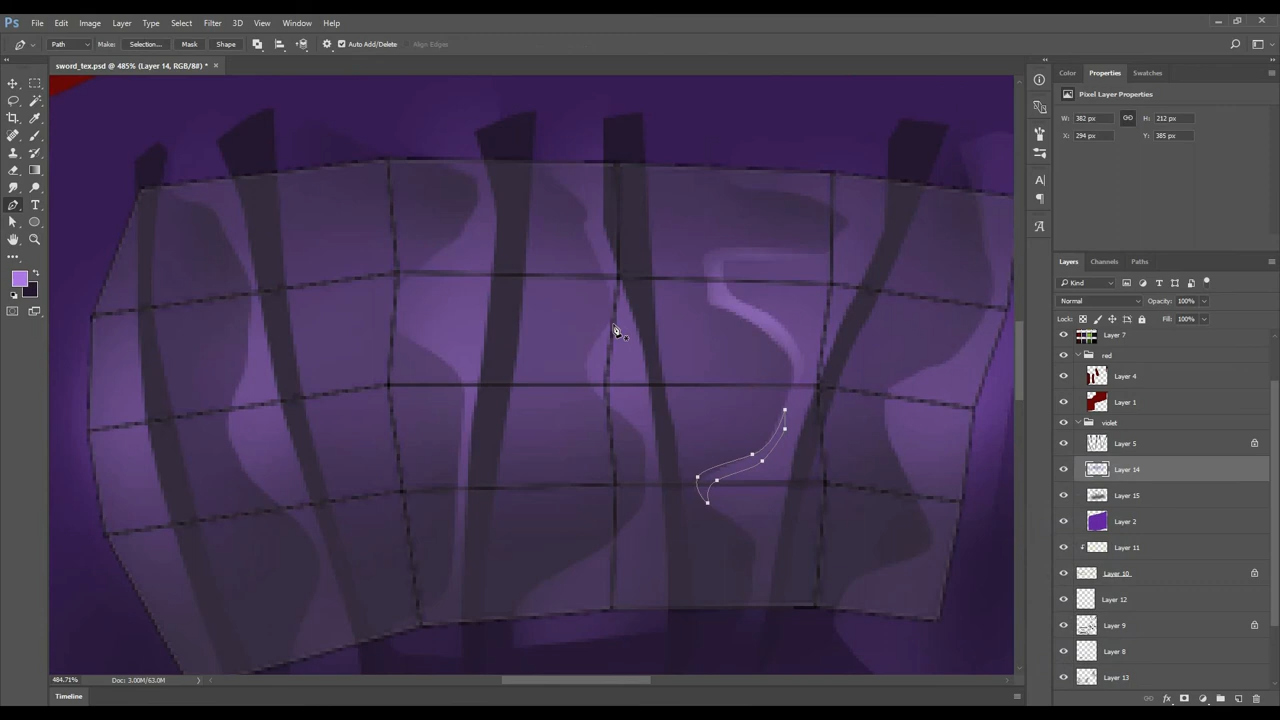 Ps File Edit Image Layer Type Select Filter 3D View Window Help
Path Make: Selection... Mask Shape Auto Add/Delete Align Edges
sword_tex.psd @ 485% (Layer 14, RGB/8#) * ×
Color Properties Swatches
Pixel Layer Properties
W: 382 px H: 212 px
X: 294 px Y: 385 px
Layers Channels Paths
Kind
Normal Opacity: 100%
Lock: Fill: 100%
Layer 7
red
Layer 4
Layer 1
violet
Layer 5
Layer 14
Layer 15
Layer 2
Layer 11
Layer 10
Layer 12
Layer 9
Layer 8
Layer 13
484.71% Doc: 3.00M/63.0M
Timeline